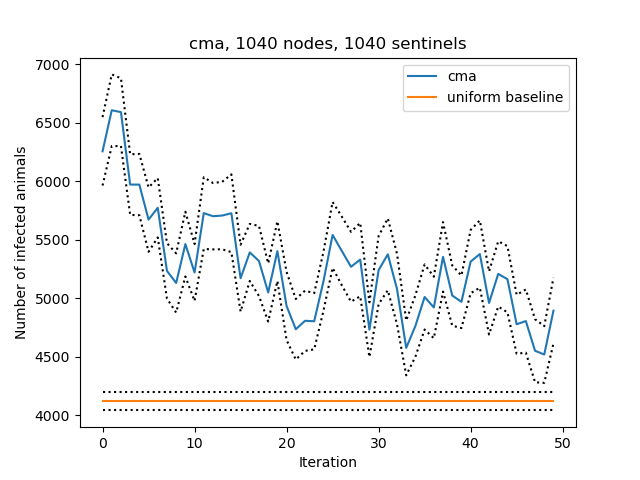 cma, 1040 nodes, 1040 sentinels
cma
uniform baseline
Number of infected animals
7000
6500
6000
5500
5000
4500
4000
0 10 20 30 40 50
Iteration